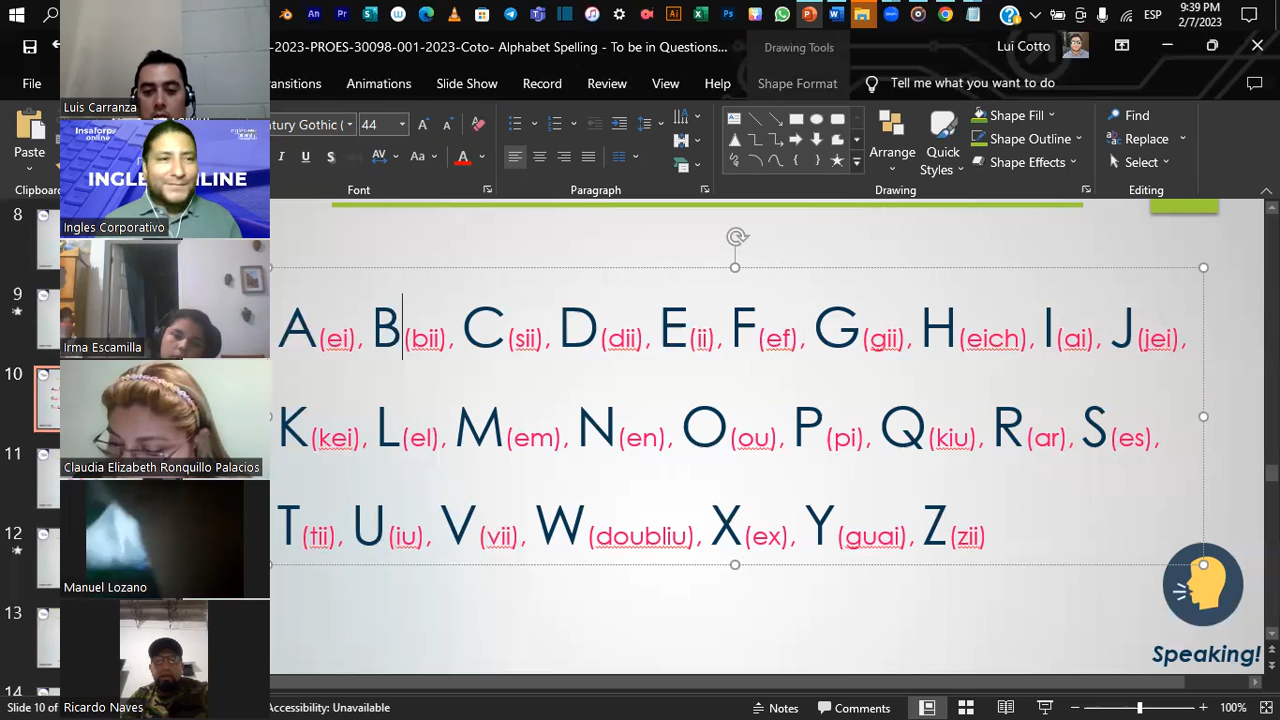 9:39 PM
ESP
2/7/2023
-2023-PROES-30098-001-2023-Coto- Alphabet Spelling - To be in Questions...
Drawing Tools
Lui Cotto
File
ansitions
Animations
Slide Show
Record
Review
View
Help
Shape Format
Tell me what you want to do
Paste
Clipboard
ntury Gothic (
44
Font
Paragraph
Arrange
Quick
Styles
Shape Fill
Shape Outline
Shape Effects
Drawing
Find
Replace
Select
Editing
Luis Carranza
Insaforp
online
INGLE ONLINE
Ingles Corporativo
Irma Escamilla
Claudia Elizabeth Ronquillo Palacios
Manuel Lozano
Ricardo Naves
8
9
10
11
12
13
14
A(ei), B(bii), C(sii), D(dii), E(ii), F(ef), G(gii), H(eich), I(ai), J(jei),
K(kei), L(el), M(em), N(en), O(ou), P(pi), Q(kiu), R(ar), S(es),
T(tii), U(iu), V(vii), W(doubliu), X(ex), Y(guai), Z(zii)
Speaking!
Slide 10 of
Accessibility: Unavailable
Notes
Comments
100%